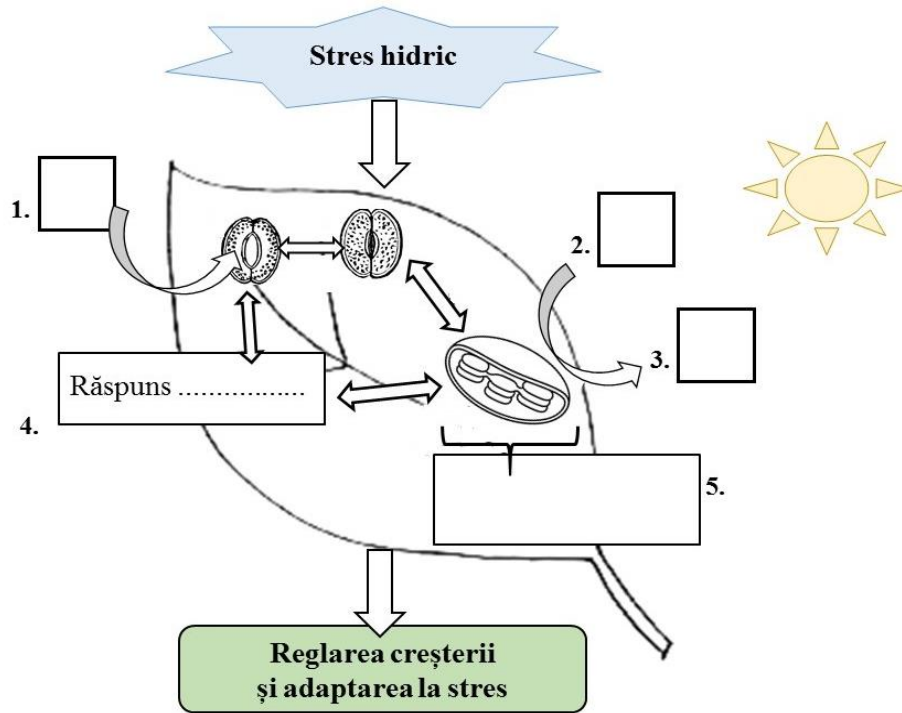 Stres hidric
1.
2.
3.
Răspuns .................
4.
5.
Reglarea creșterii
și adaptarea la stres